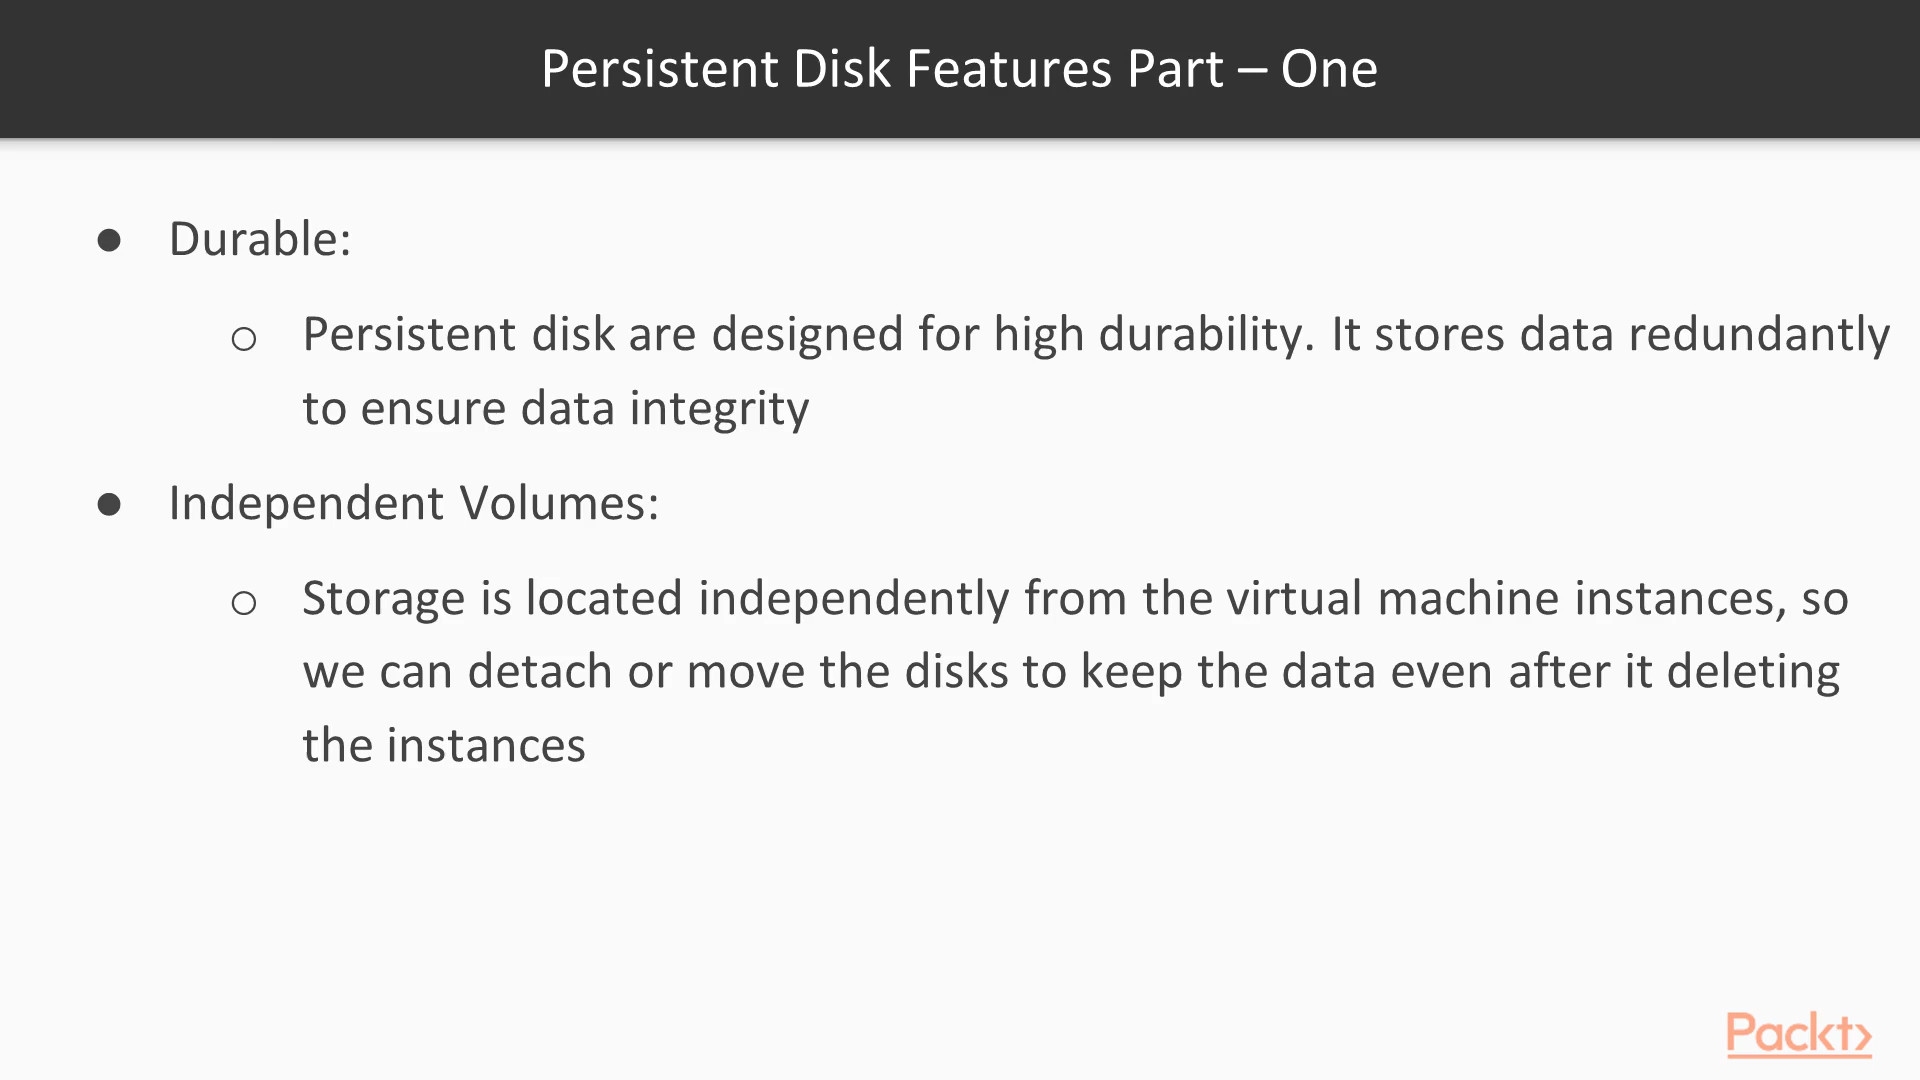 Persistent Disk Features Part – One
● Durable:
○ Persistent disk are designed for high durability. It stores data redundantly
to ensure data integrity
● Independent Volumes:
○ Storage is located independently from the virtual machine instances, so
we can detach or move the disks to keep the data even after it deleting
the instances
Packt>